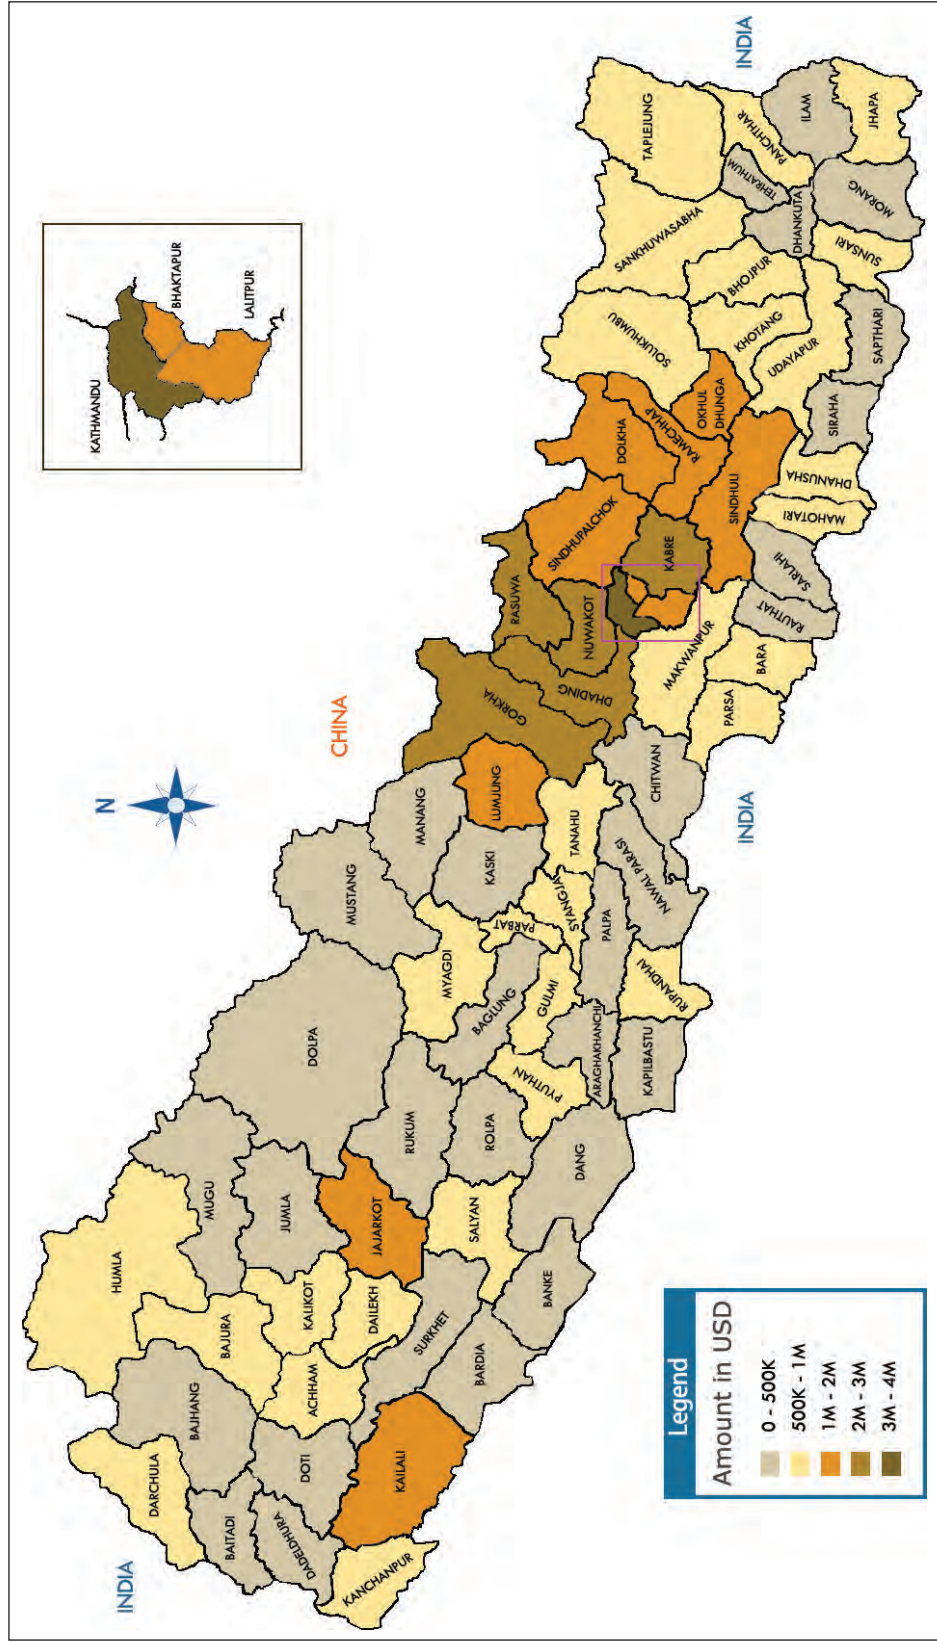 KATHMANDU
BHAKTAPUR
LALITPUR
N
INDIA
CHINA
INDIA
INDIA
DARCHULA
BAITADI
DADELDHURA
KANCHANPUR
BAJHANG
DOTI
KAILALI
HUMLA
BAJURA
ACHHAM
MUGU
KALIKOT
DAILEKH
JUMLA
JAJARKOT
SURKHET
BARDIA
BANKE
DOLPA
RUKUM
SALYAN
ROLPA
DANG
MUSTANG
MYAGDI
BAGLUNG
PYUTHAN
GULMI
ARAGHAKHANCHI
KAPILBASTU
PARBAT
SYANGJA
PALPA
RUPANDHAI
MANANG
KASKI
LUMJUNG
TANAHU
NAWAL PARASI
CHITWAN
GORKHA
DHADING
NUWAKOT
RASUWA
MAKWANPUR
PARSA
BARA
RAUTHAT
SARLAHI
SINDHUPALCHOK
KABRE
SINDHULI
DOLKHA
RAMECHHAP
OKHUL
DHUNGA
MAHOTARI
DHANUSHA
SIRAHA
SAPTHARI
SOLUKHUMBU
KHOTANG
UDAYAPUR
SANKHUWASABHA
BHOJPUR
DHANKUTA
SUNSARI
MORANG
TEHRATHUM
TAPLEJUNG
PANCHTHAR
ILAM
JHAPA
Legend
Amount in USD
0 - 500K
500K - 1M
1M - 2M
2M - 3M
3M - 4M